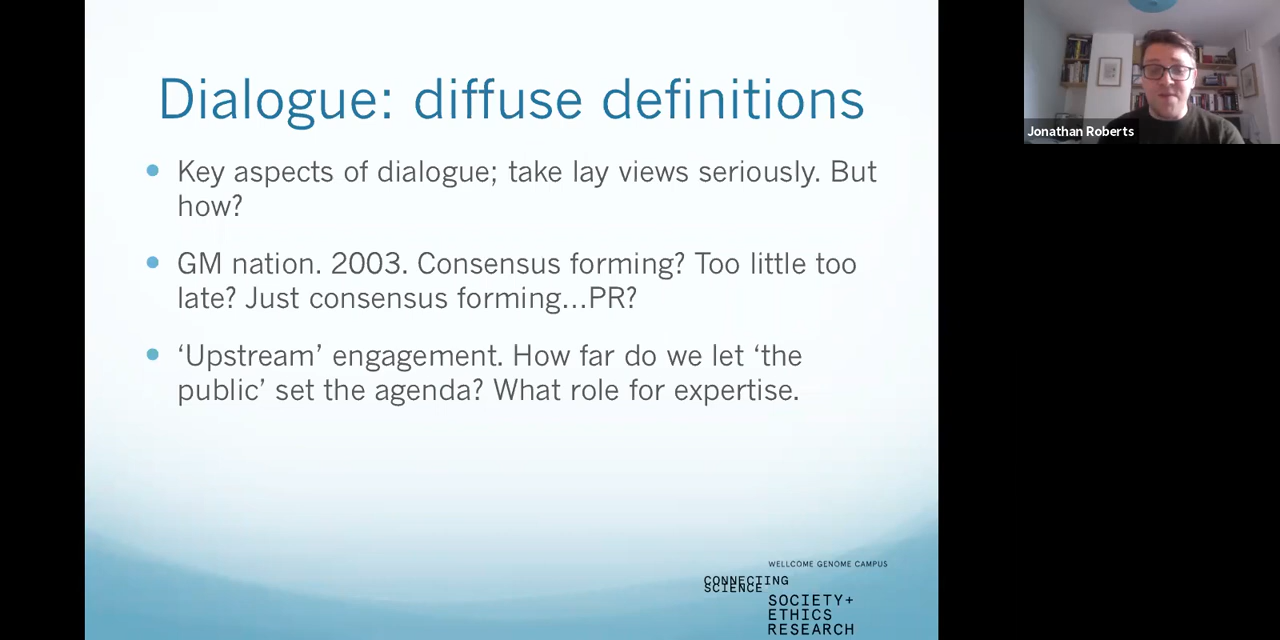 Dialogue: diffuse definitions
Key aspects of dialogue; take lay views seriously. But
how?
GM nation. 2003. Consensus forming? Too little too
late? Just consensus forming...PR?
‘Upstream’ engagement. How far do we let ‘the
public’ set the agenda? What role for expertise.
WELLCOME GENOME CAMPUS
CONNECTING
SCIENCE
SOCIETY+
ETHICS
RESEARCH
Jonathan Roberts